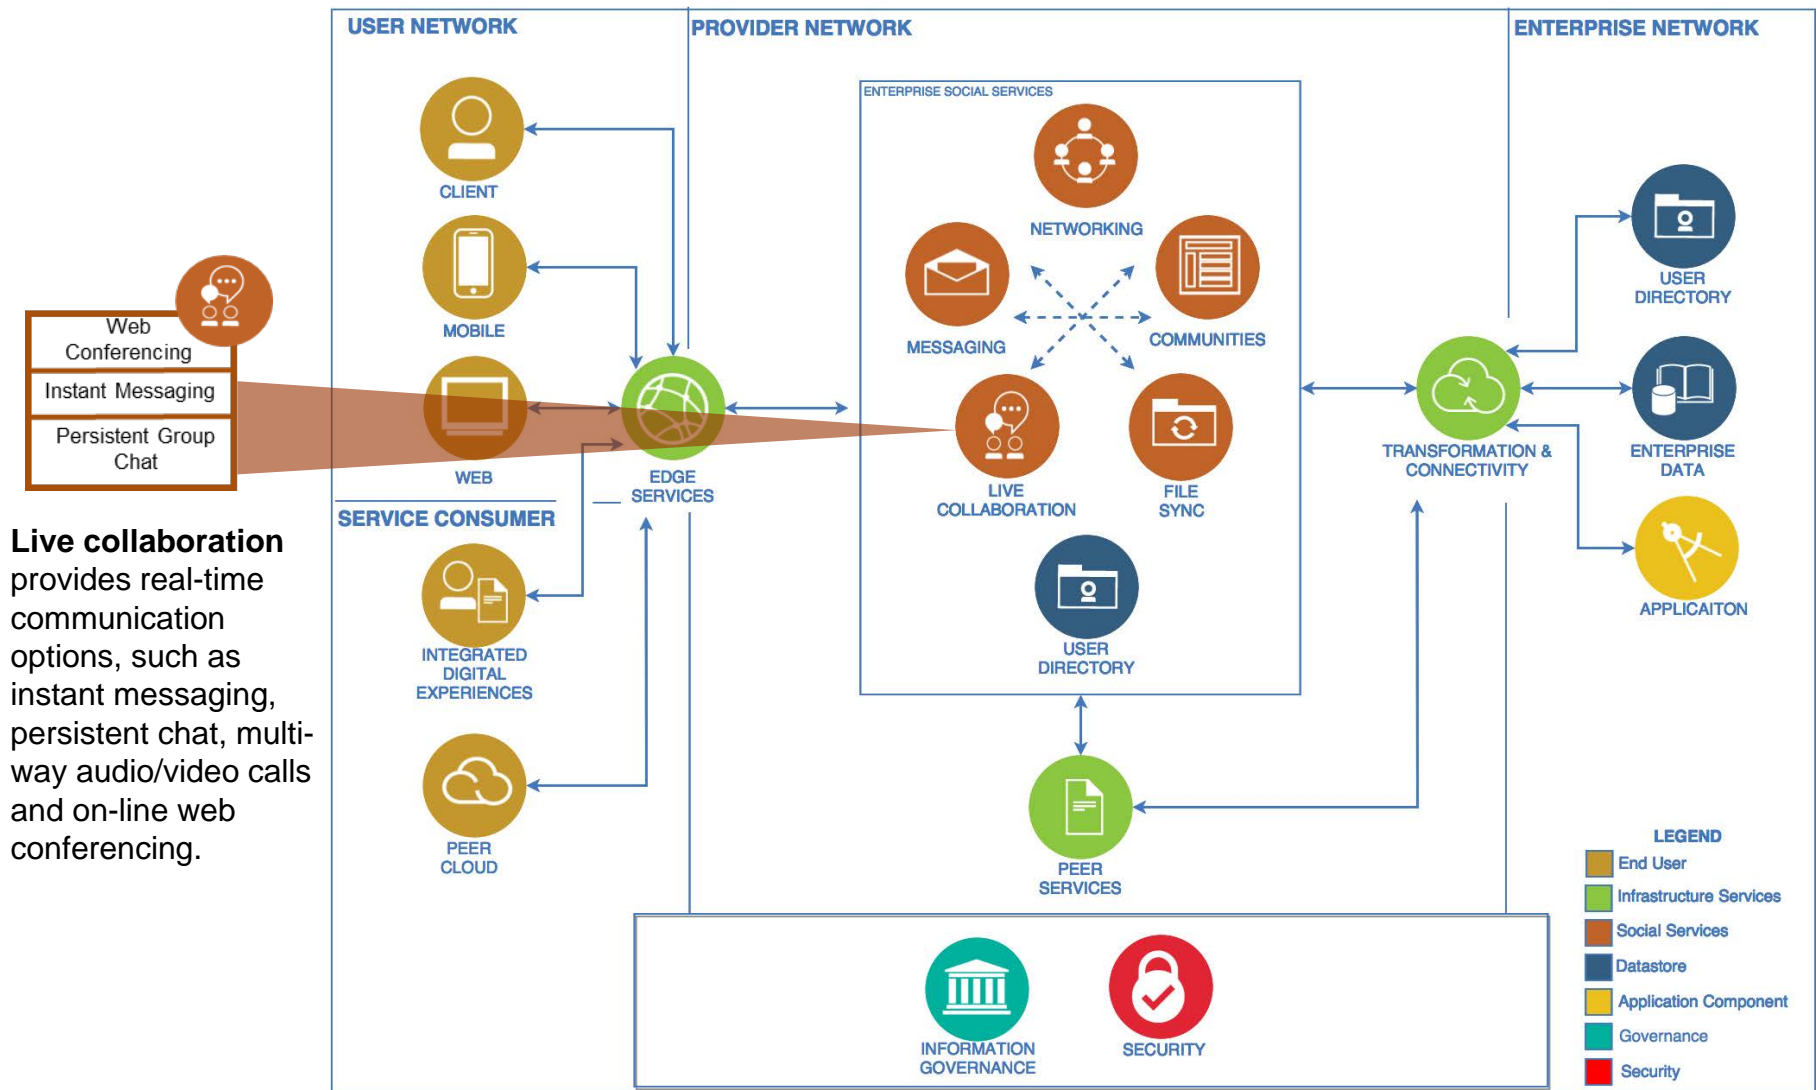 USER NETWORK
PROVIDER NETWORK
ENTERPRISE NETWORK
ENTERPRISE SOCIAL SERVICES
CLIENT
MOBILE
WEB
EDGE
SERVICES
SERVICE CONSUMER
INTEGRATED
DIGITAL
EXPERIENCES
PEER
CLOUD
NETWORKING
MESSAGING
COMMUNITIES
LIVE
COLLABORATION
FILE
SYNC
USER
DIRECTORY
PEER
SERVICES
TRANSFORMATION &
CONNECTIVITY
USER
DIRECTORY
ENTERPRISE
DATA
APPLICAITON
INFORMATION
GOVERNANCE
SECURITY
Web
Conferencing
Instant Messaging
Persistent Group
Chat
Live collaboration
provides real-time
communication
options, such as
instant messaging,
persistent chat, multi-
way audio/video calls
and on-line web
conferencing.
LEGEND
End User
Infrastructure Services
Social Services
Datastore
Application Component
Governance
Security